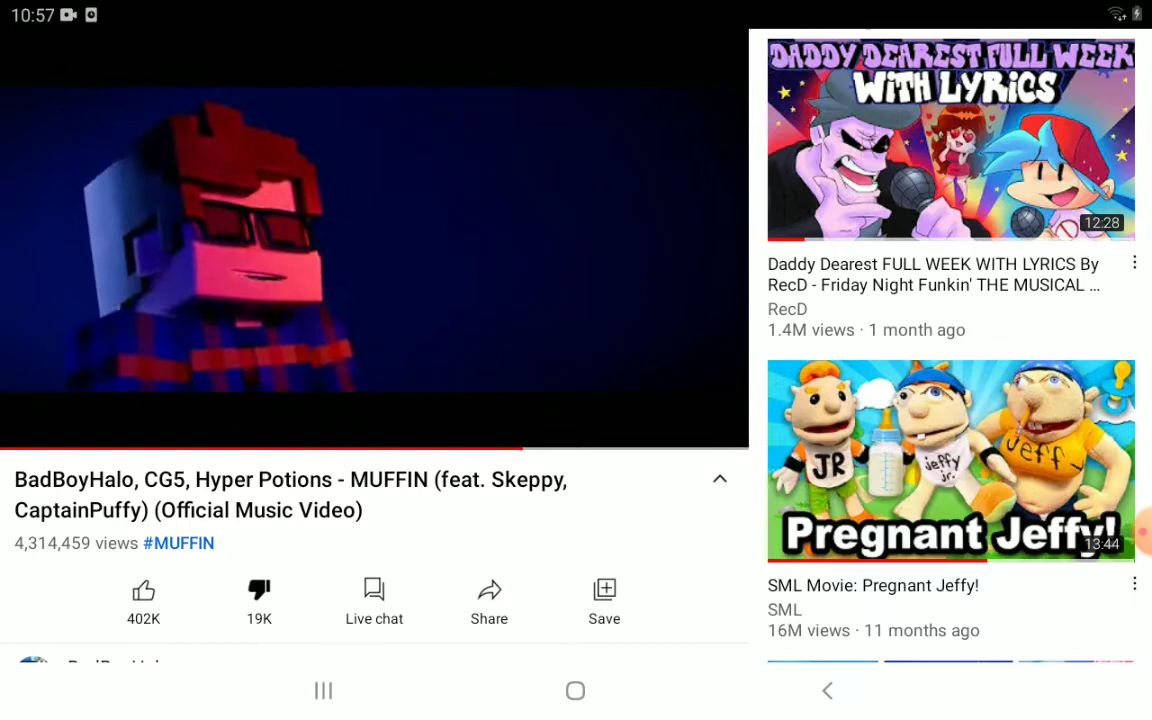 10:57
BadBoyHalo, CG5, Hyper Potions - MUFFIN (feat. Skeppy,
CaptainPuffy) (Official Music Video)
4,314,459 views #MUFFIN
402K
19K
Live chat
Share
Save
DADDY DEAREST FULL WEEK
WITH LYRICS
12:28
Daddy Dearest FULL WEEK WITH LYRICS By
RecD - Friday Night Funkin' THE MUSICAL ...
RecD
1.4M views · 1 month ago
JR
jeffy
jr.
Jeff
Pregnant Jeffy!
13:44
SML Movie: Pregnant Jeffy!
SML
16M views · 11 months ago